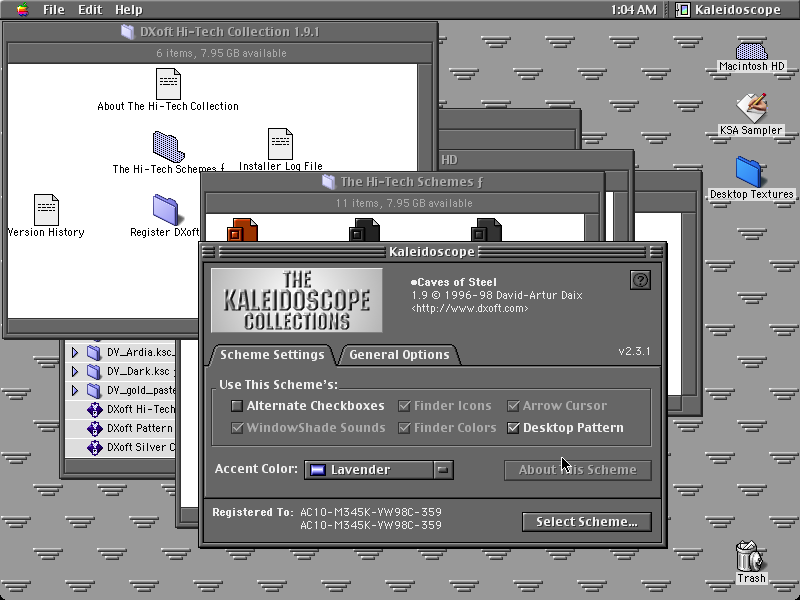 File Edit Help 1:04 AM Kaleidoscope
DXoft Hi-Tech Collection 1.9.1
6 items, 7.95 GB available
About The Hi-Tech Collection
The Hi-Tech Schemes ƒ
Installer Log File
Version History
Register DXoft
Macintosh HD
KSA Sampler
Desktop Textures
HD
The Hi-Tech Schemes ƒ
11 items, 7.95 GB available
Kaleidoscope
THE
KALEIDOSCOPE
COLLECTIONS
•Caves of Steel
1.9 © 1996-98 David-Artur Daix
<http://www.dxoft.com>
v2.3.1
Scheme Settings General Options
Use This Scheme's:
Alternate Checkboxes Finder Icons Arrow Cursor
WindowShade Sounds Finder Colors Desktop Pattern
Accent Color: Lavender About This Scheme
Registered To: AC10-M345K-YW98C-359
AC10-M345K-YW98C-359
Select Scheme...
DV_Ardia.ksc_
DV_Dark.ksc
DV_gold_paste
DXoft Hi-Tech
DXoft Pattern
DXoft Silver C
Trash